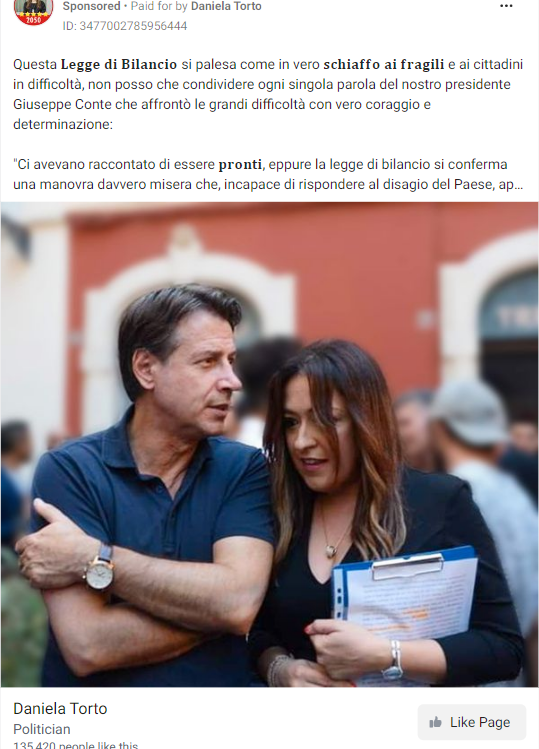 Sponsored • Paid for by Daniela Torto
2050
ID: 3477002785956444
Questa Legge di Bilancio si palesa come in vero schiaffo ai fragili e ai cittadini
in difficoltà, non posso che condividere ogni singola parola del nostro presidente
Giuseppe Conte che affrontò le grandi difficoltà con vero coraggio e
determinazione:
"Ci avevano raccontato di essere pronti, eppure la legge di bilancio si conferma
una manovra davvero misera che, incapace di rispondere al disagio del Paese, ap...
Daniela Torto
Politician
135,420 people like this
Like Page